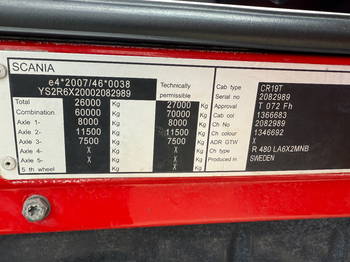 SCANIA
e4*2007/46*0038
YS2R6X20002082989
Technically
permissible
Total 26000 Kg 27000 Kg
Combination 60000 Kg 70000 Kg
Axle 1- 8000 Kg 8000 Kg
Axle 2- 11500 Kg 11500 Kg
Axle 3- 7500 Kg 7500 Kg
Axle 4- X Kg X Kg
Axle 5- X Kg X Kg
5 th wheel X Kg X Kg
Cab type CR19T
Serial no 2082989
Approval T 072 Fh
Cab col 1366683
Ch No 2082989
Ch colour 1346692
ADR GTW X
Ch type R 480 LA6X2MNB
Produced in SWEDEN